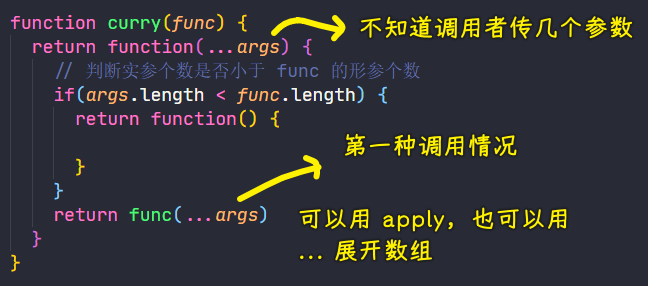 function curry(func) {
return function(...args) {
不知道调用者传几个参数
// 判断实参个数是否小于 func 的形参个数
if(args.length < func.length) {
return function() {
}
第一种调用情况
}
return func(...args)
可以用 apply，也可以用
... 展开数组
}
}